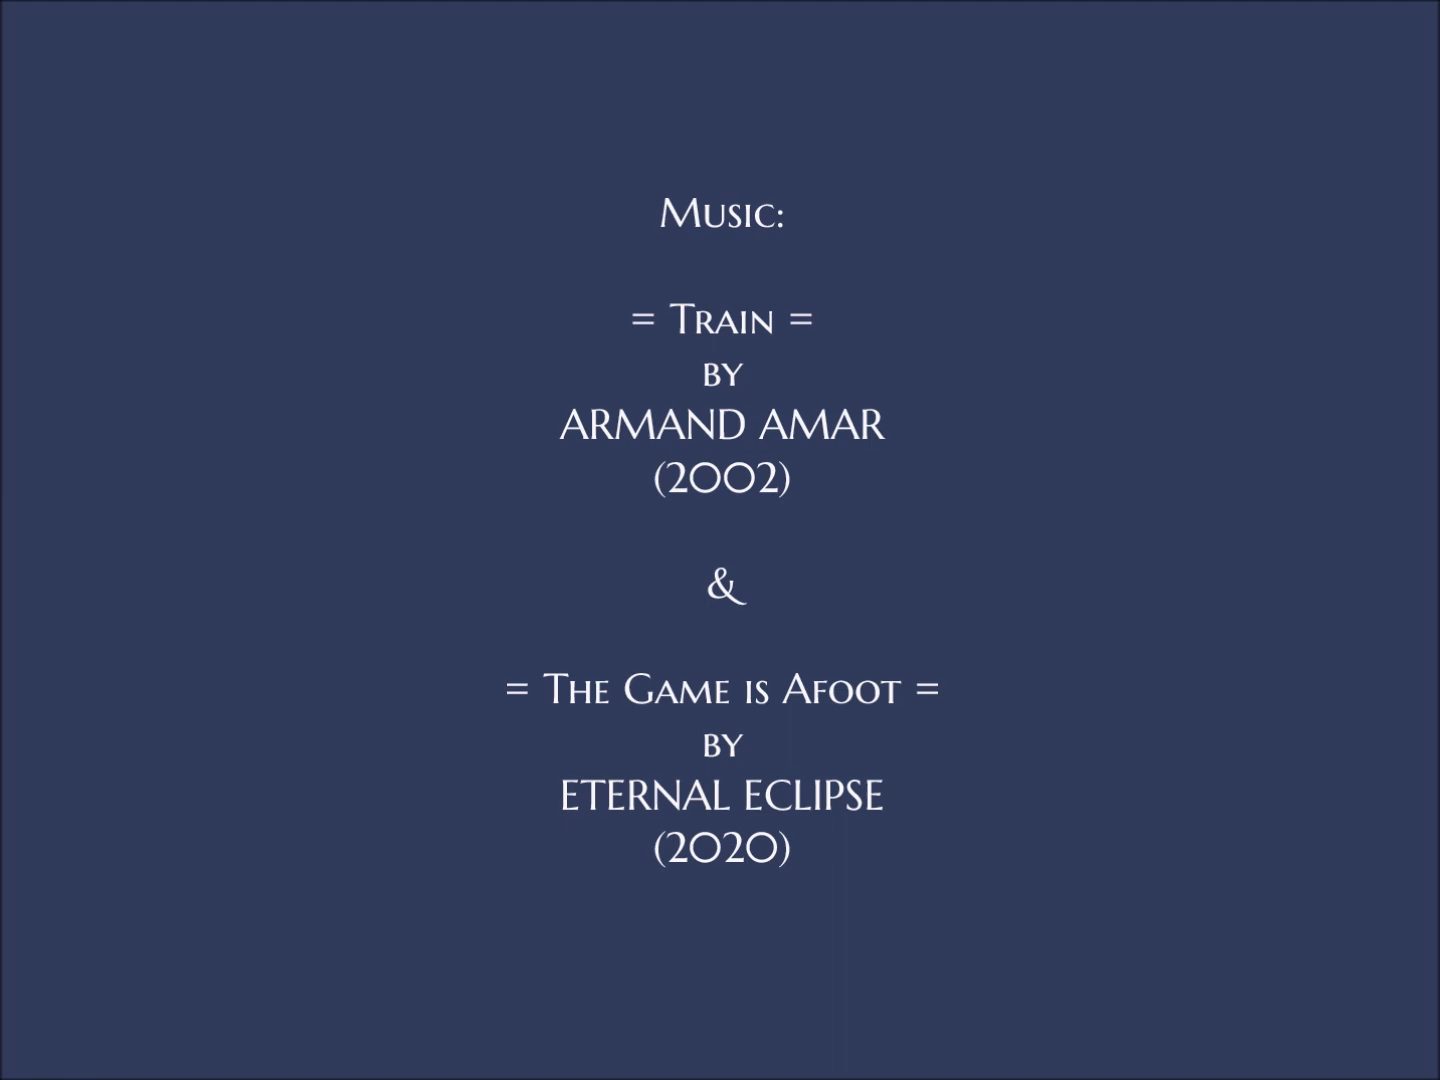 Music:
= Train =
by
ARMAND AMAR
(2002)
&
= The Game is Afoot =
by
ETERNAL ECLIPSE
(2020)